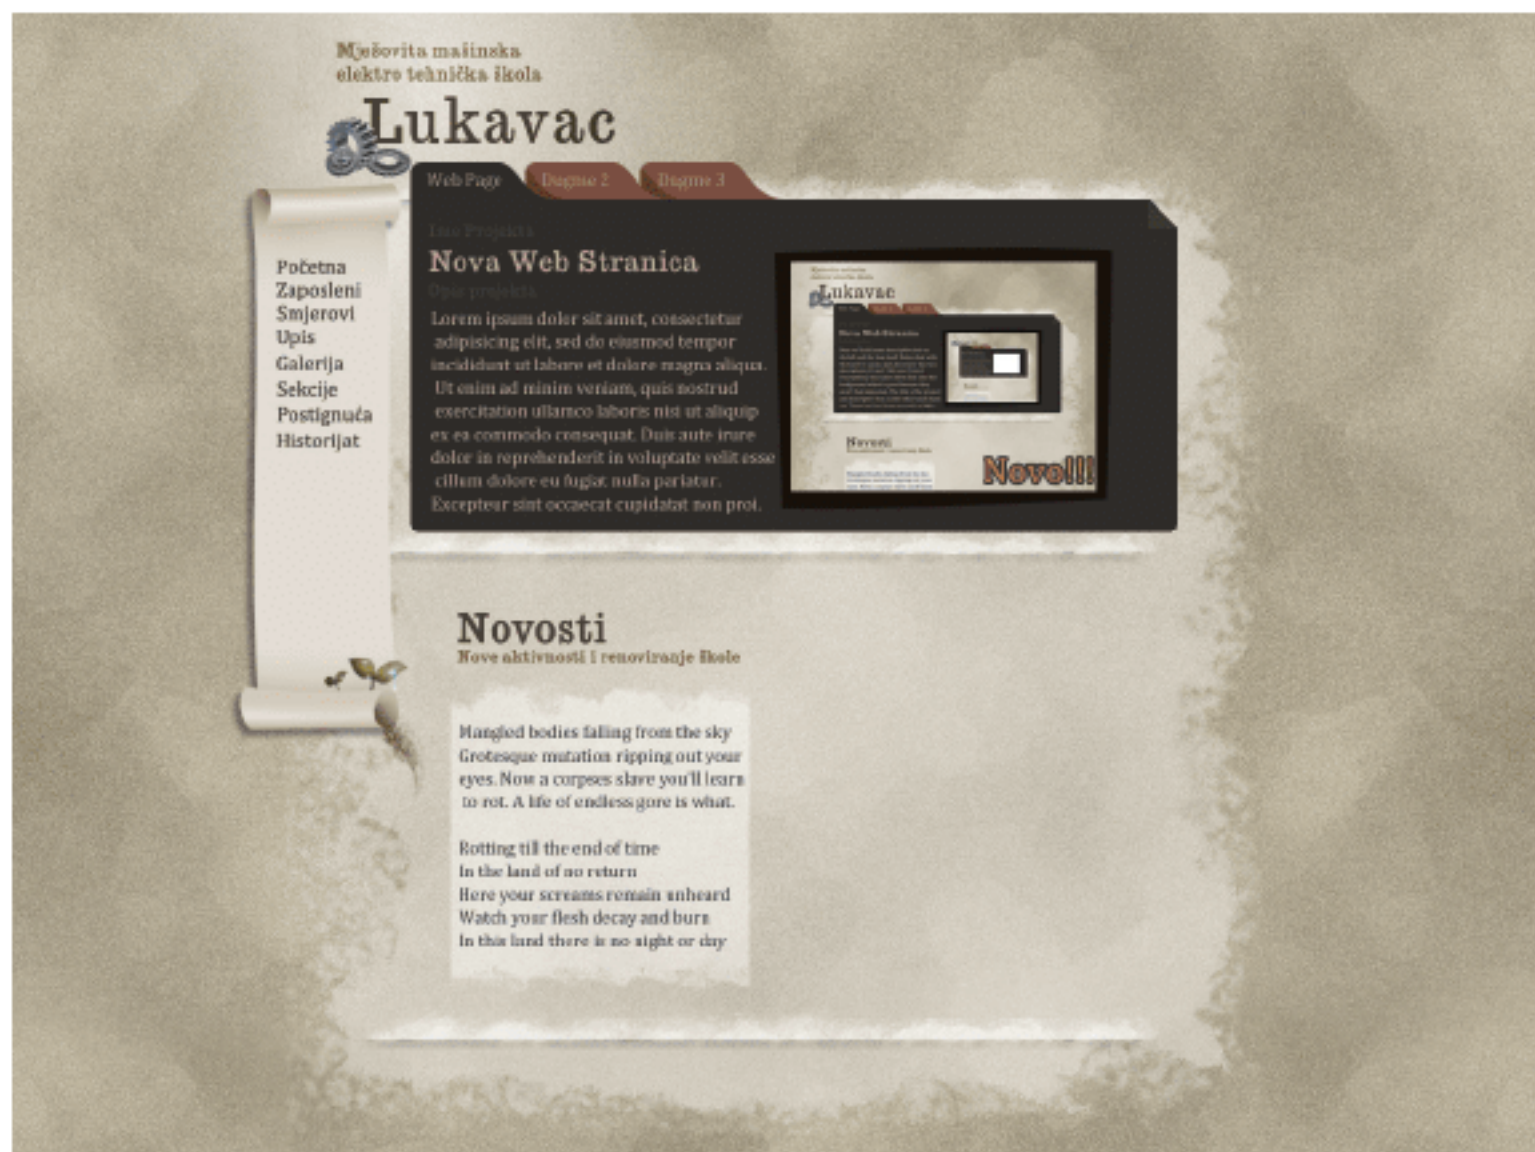 Mješovita mašinska
elektro tehnička škola
Lukavac
Web Page
Dugme 2
Dugme 3
Početna
Zaposleni
Smjerovi
Upis
Galerija
Sekcije
Postignuća
Historijat
Ime Projekta
Nova Web Stranica
Opis projekta
Lorem ipsum dolor sit amet, consectetur
adipisicing elit, sed do eiusmod tempor
incididunt ut labore et dolore magna aliqua.
Ut enim ad minim veniam, quis nostrud
exercitation ullamco laboris nisi ut aliquip
ex ea commodo consequat. Duis aute irure
dolor in reprehenderit in voluptate velit esse
cillum dolore eu fugiat nulla pariatur.
Excepteur sint occaecat cupidatat non proi.
Lukavac
Nova Web Stranica
Novosti
Novo!!!
Novosti
Nove aktivnosti i renoviranje škole
Mangled bodies falling from the sky
Grotesque mutation ripping out your
eyes. Now a corpses slave you'll learn
to rot. A life of endless gore is what.
Rotting till the end of time
In the land of no return
Here your screams remain unheard
Watch your flesh decay and burn
In this land there is no night or day